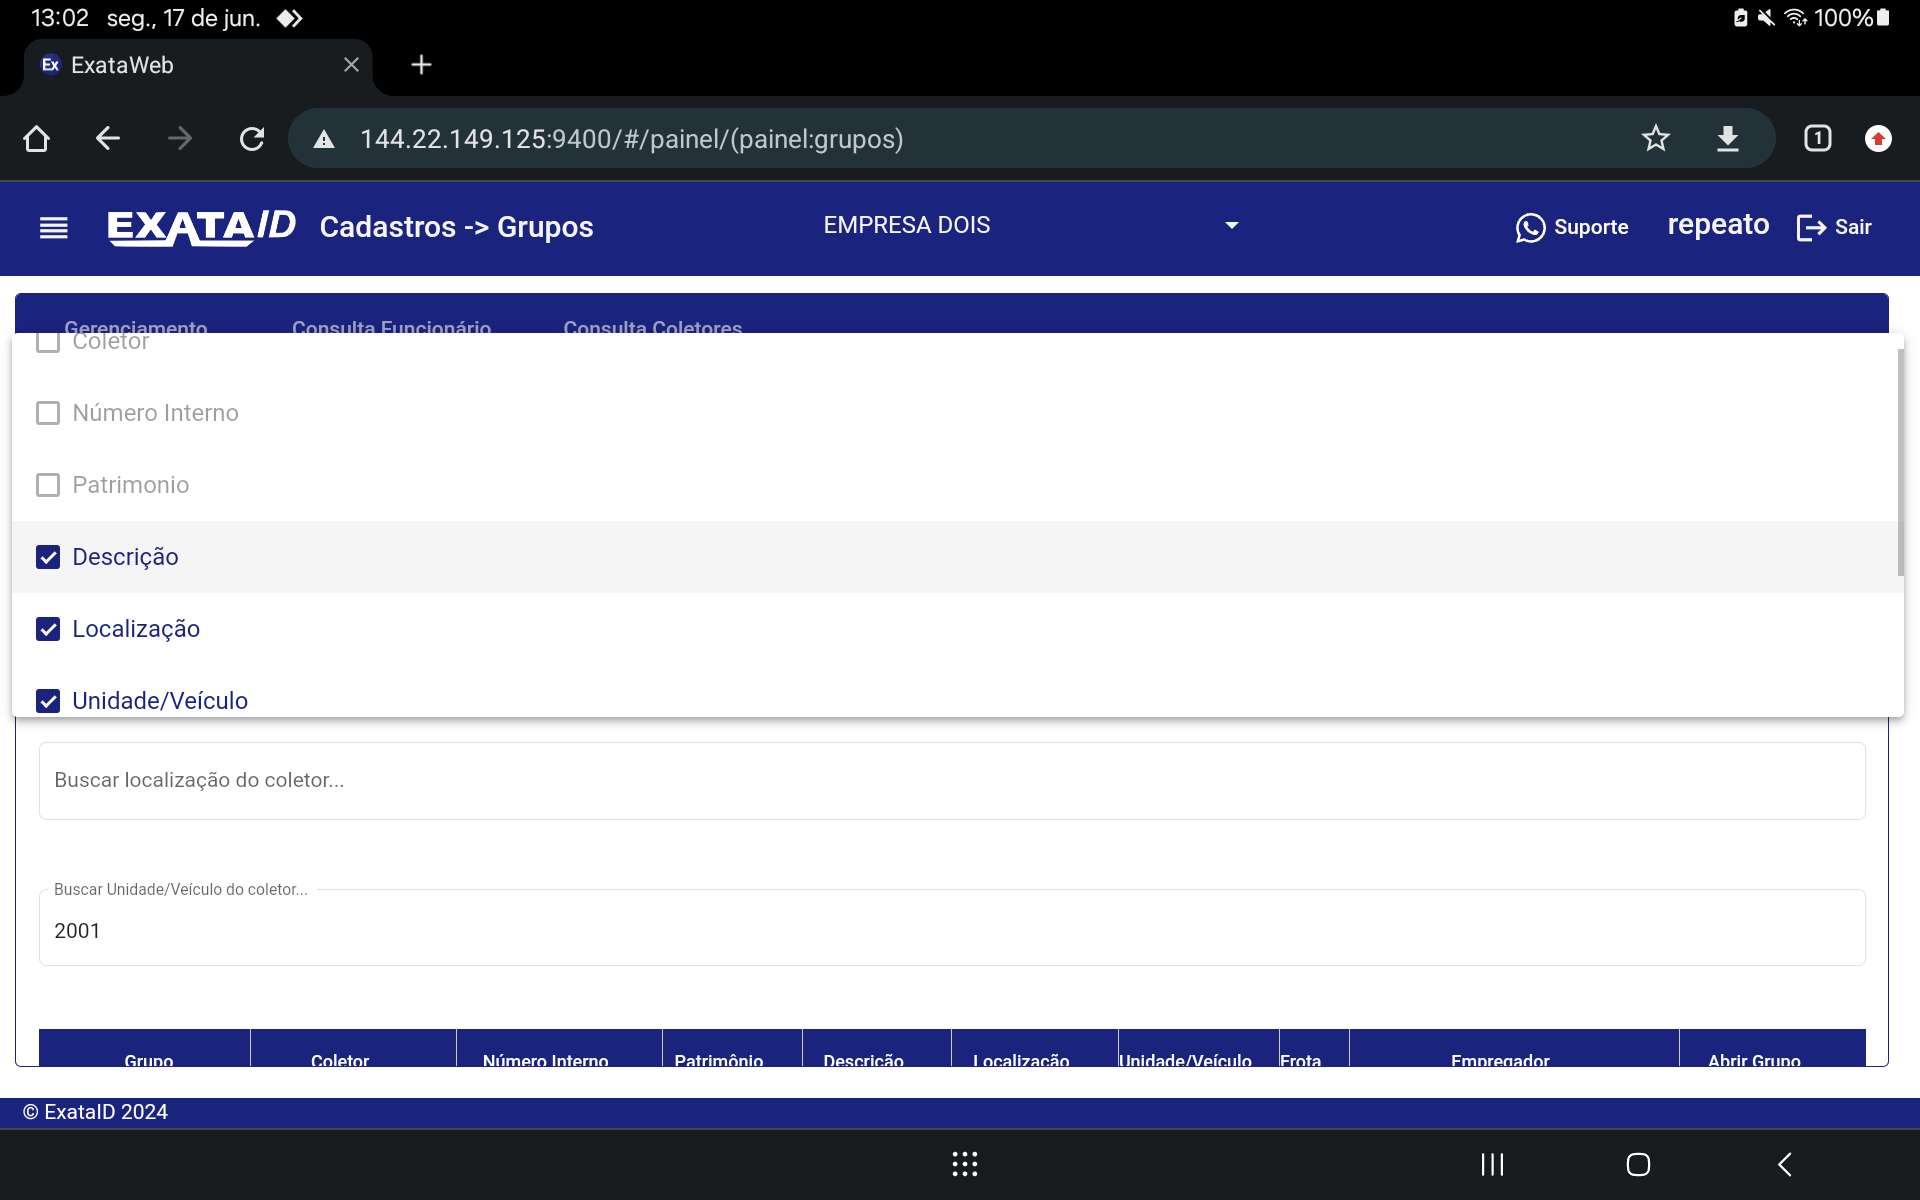 13:02 seg., 17 de jun. 100%
Ex ExataWeb
144.22.149.125:9400/#/painel/(painel:grupos) 1
EXATAID Cadastros -> Grupos EMPRESA DOIS Suporte repeato Sair
Gerenciamento Consulta Funcionário Consulta Coletores
Coletor
Número Interno
Patrimonio
Descrição
Localização
Unidade/Veículo
Buscar localização do coletor...
Buscar Unidade/Veículo do coletor...
2001
Grupo Coletor Número Interno Patrimônio Descrição Localização Unidade/Veículo Frota Empregador Abrir Grupo
© ExataID 2024